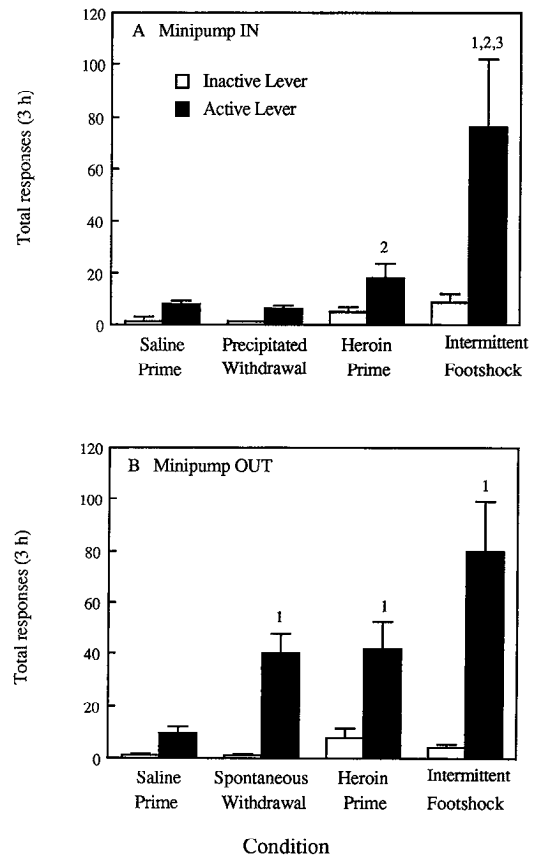 A Minipump IN
Inactive Lever
Active Lever
Total responses (3 h)
120
100
80
60
40
20
0
2
1,2,3
Saline Prime
Precipitated Withdrawal
Heroin Prime
Intermittent Footshock
B Minipump OUT
Total responses (3 h)
120
100
80
60
40
20
0
1
1
1
Saline Prime
Spontaneous Withdrawal
Heroin Prime
Intermittent Footshock
Condition